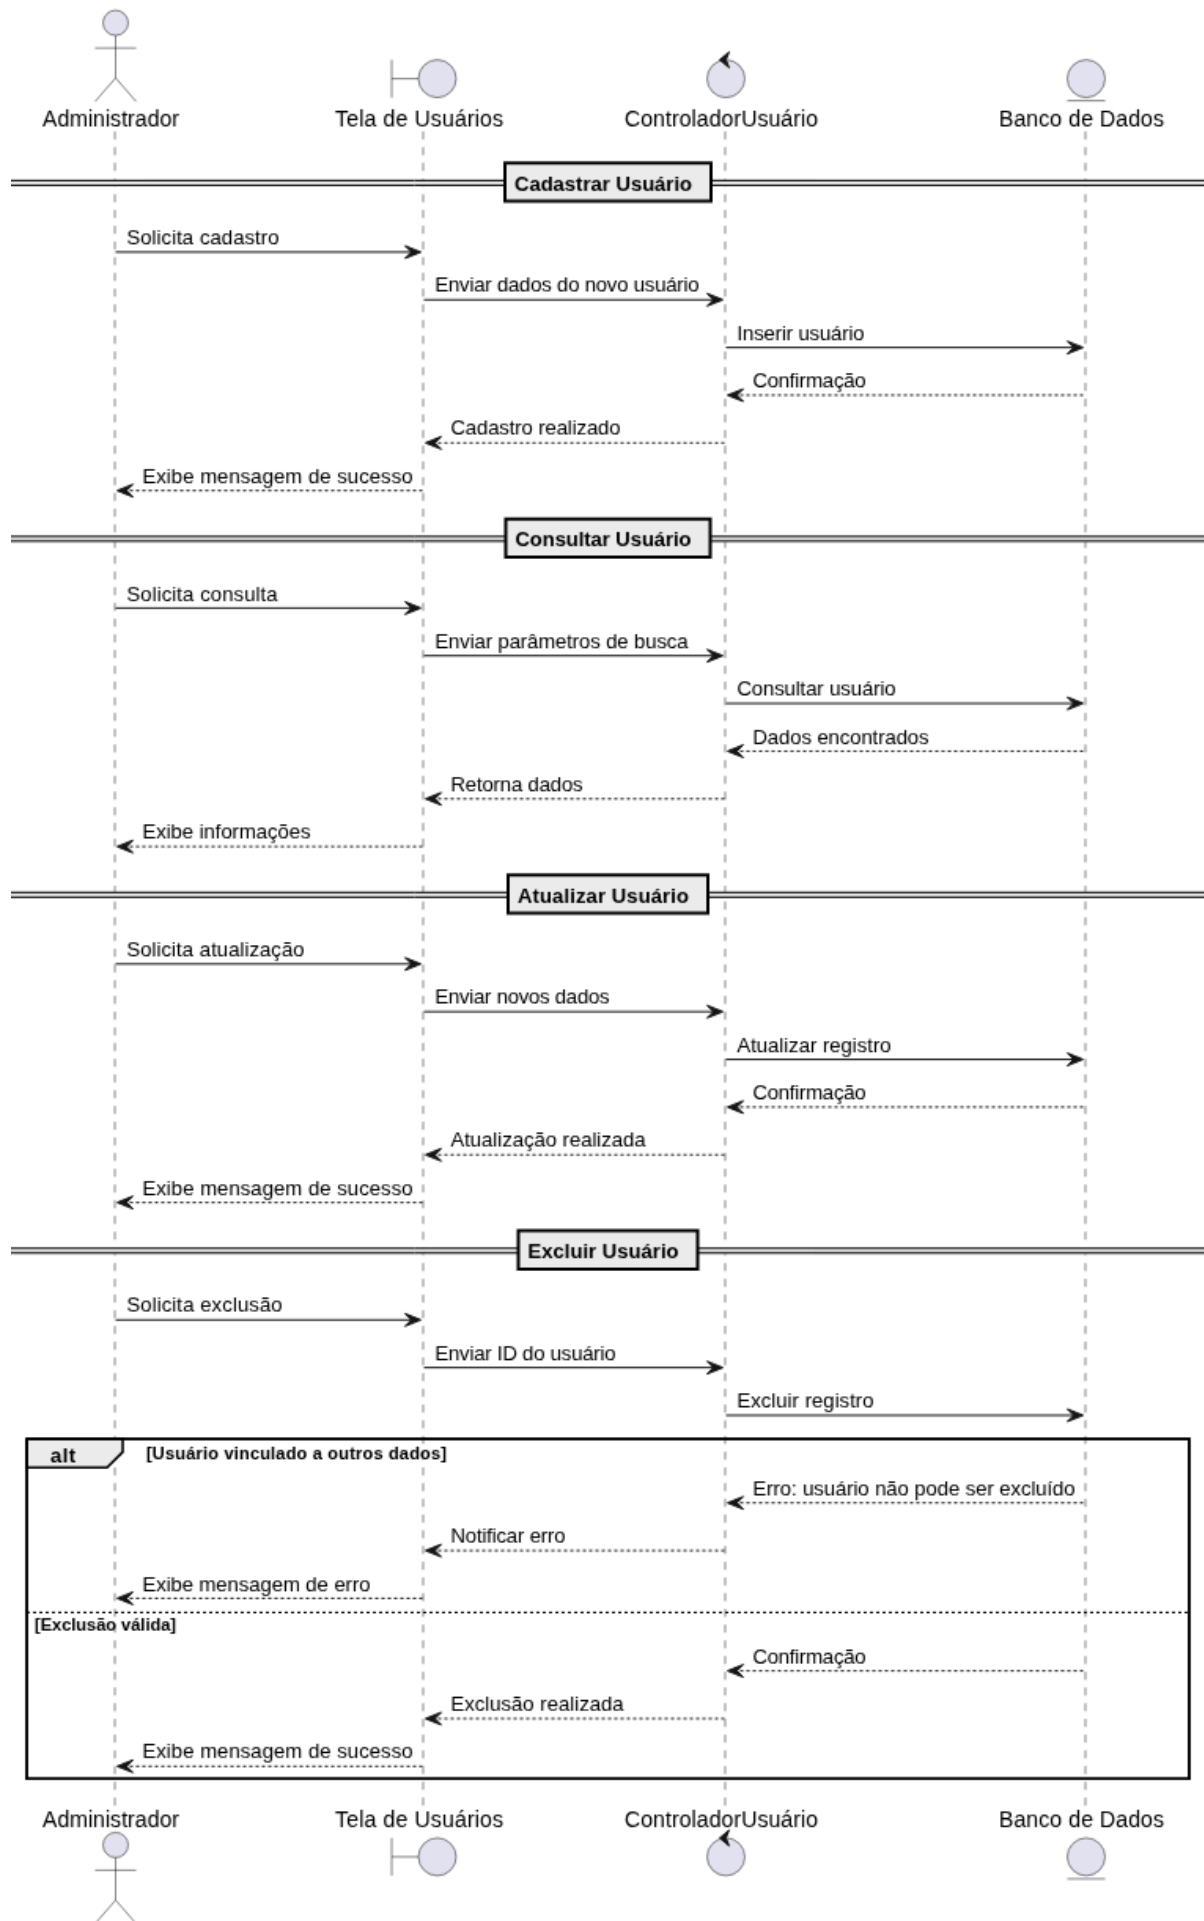 Administrador
Tela de Usuários
ControladorUsuário
Banco de Dados
Cadastrar Usuário
Solicita cadastro
Enviar dados do novo usuário
Inserir usuário
Confirmação
Cadastro realizado
Exibe mensagem de sucesso
Consultar Usuário
Solicita consulta
Enviar parâmetros de busca
Consultar usuário
Dados encontrados
Retorna dados
Exibe informações
Atualizar Usuário
Solicita atualização
Enviar novos dados
Atualizar registro
Confirmação
Atualização realizada
Exibe mensagem de sucesso
Excluir Usuário
Solicita exclusão
Enviar ID do usuário
Excluir registro
alt
[Usuário vinculado a outros dados]
Erro: usuário não pode ser excluído
Notificar erro
Exibe mensagem de erro
[Exclusão válida]
Confirmação
Exclusão realizada
Exibe mensagem de sucesso
Administrador
Tela de Usuários
ControladorUsuário
Banco de Dados